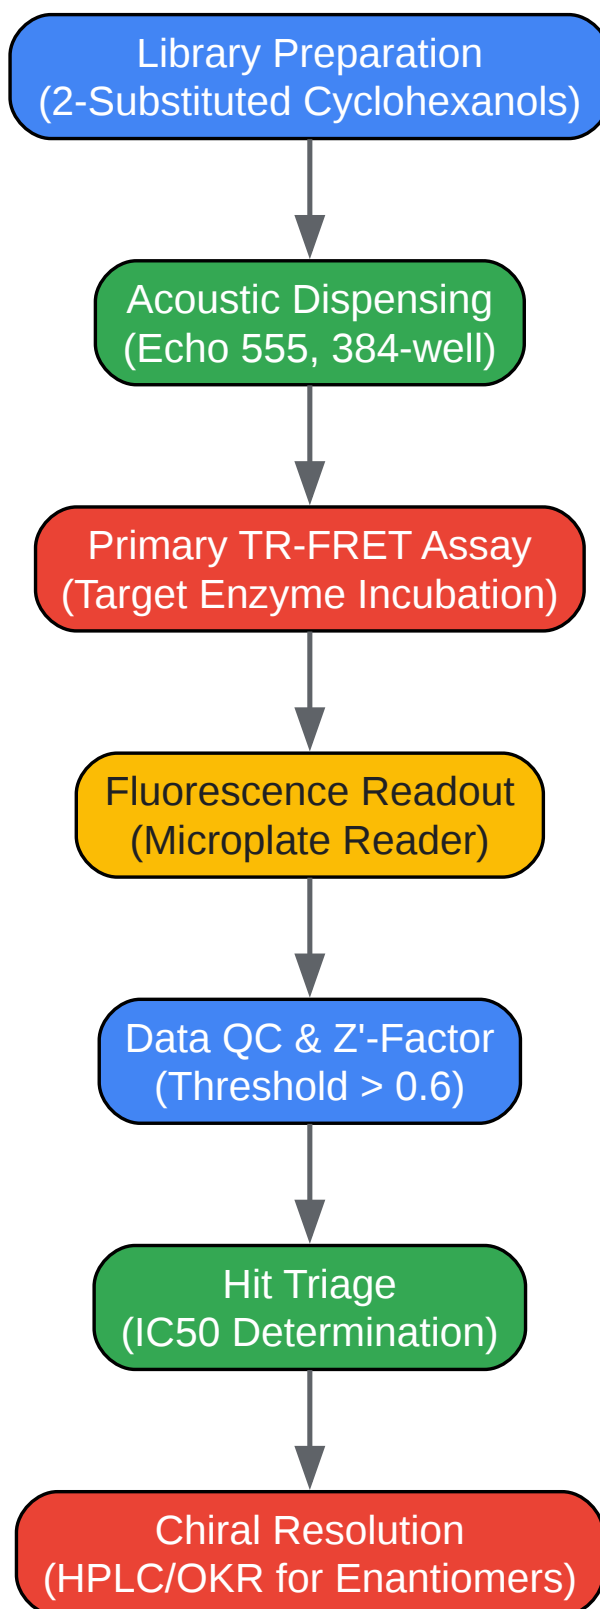 Library Preparation
(2-Substituted Cyclohexanols)
Acoustic Dispensing
(Echo 555, 384-well)
Primary TR-FRET Assay
(Target Enzyme Incubation)
Fluorescence Readout
(Microplate Reader)
Data QC & Z'-Factor
(Threshold > 0.6)
Hit Triage
(IC50 Determination)
Chiral Resolution
(HPLC/OKR for Enantiomers)